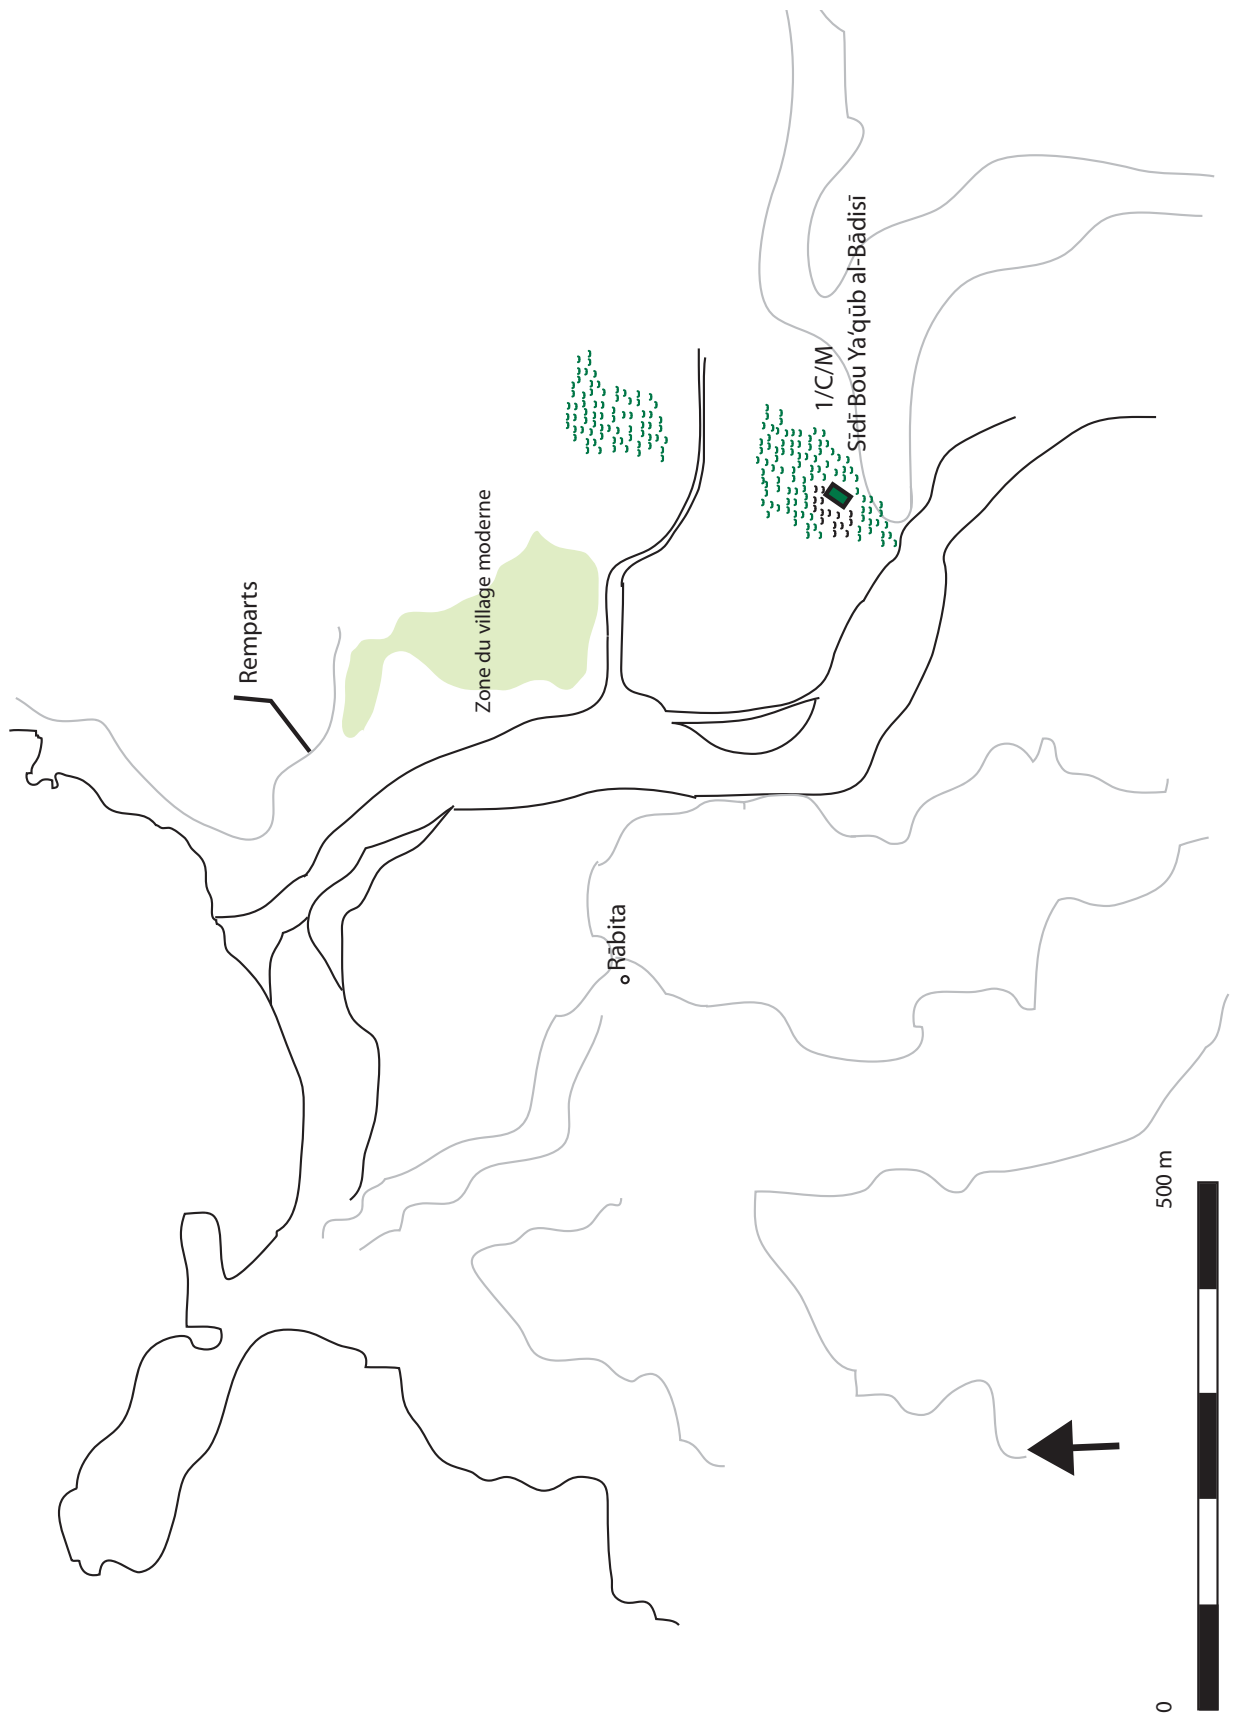 Remparts
Zone du village moderne
1/C/M
Sīdī Bou Ya‘qūb al-Bādisī
Rābita
0
500 m